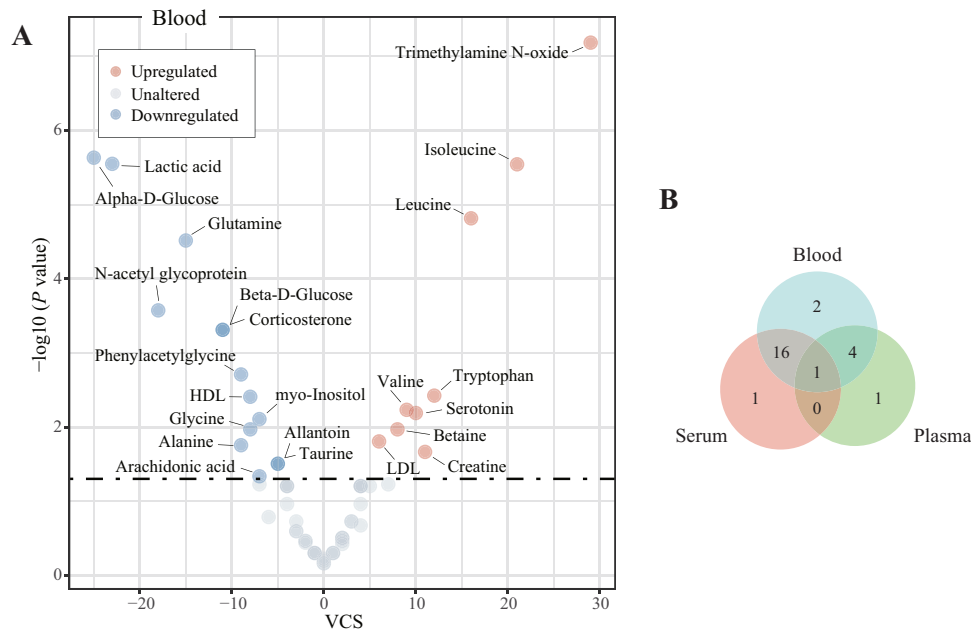 A
Blood
Upregulated
Unaltered
Downregulated
Trimethylamine N-oxide
Isoleucine
Leucine
Lactic acid
Alpha-D-Glucose
Glutamine
N-acetyl glycoprotein
Beta-D-Glucose
Corticosterone
Phenylacetylglycine
HDL
myo-Inositol
Glycine
Alanine
Allantoin
Taurine
Arachidonic acid
Valine
Tryptophan
Serotonin
Betaine
LDL
Creatine
−log10 (P value)
6
4
2
0
−20
−10
0
10
20
30
VCS
B
Blood
2
16
4
1
1
0
1
Serum
Plasma